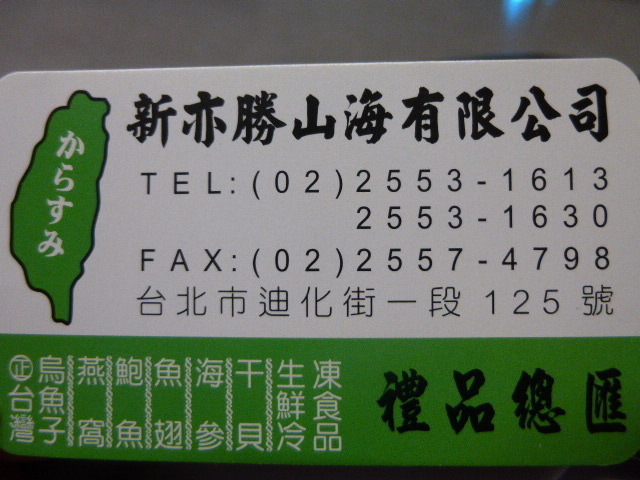 からすみ
新亦勝山海有限公司
TEL:(02)2553-1613
2553-1630
FAX:(02)2557-4798
台北市迪化街一段125號
㊣台灣
烏魚子
燕窩
鮑魚
魚翅
海參
干貝
生鮮冷
凍食品
禮品總匯